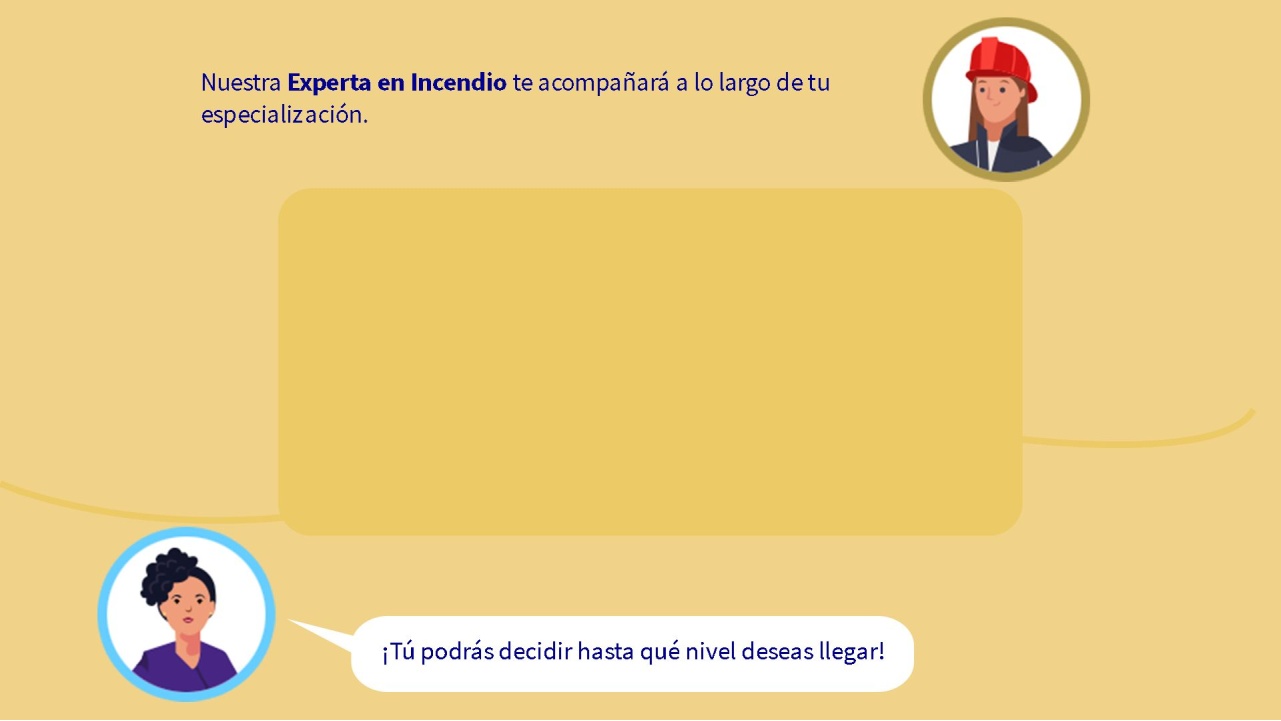 Nuestra Experta en Incendio te acompañará a lo largo de tu
especialización.
¡Tú podrás decidir hasta qué nivel deseas llegar!